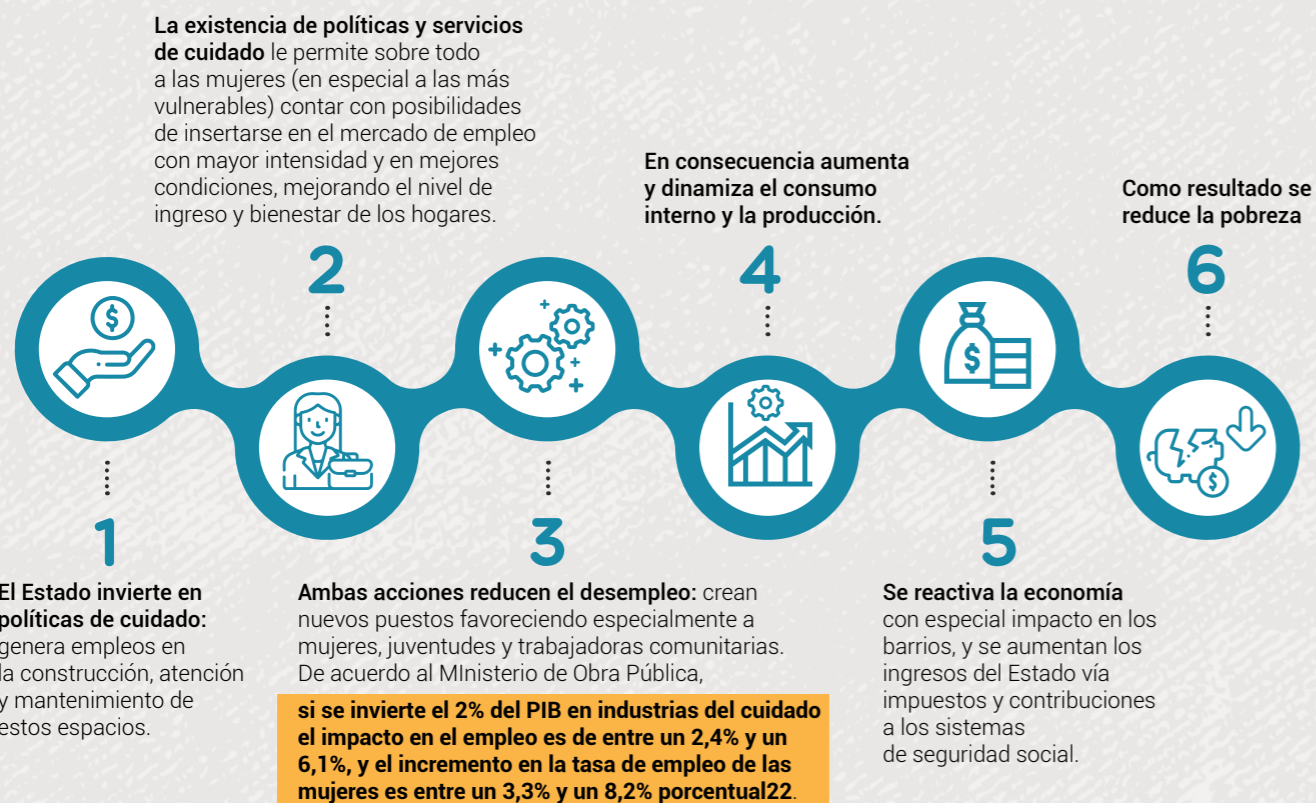 1
El Estado invierte en
políticas de cuidado:
genera empleos en
la construcción, atención
y mantenimiento de
estos espacios.
La existencia de políticas y servicios
de cuidado le permite sobre todo
a las mujeres (en especial a las más
vulnerables) contar con posibilidades
de insertarse en el mercado de empleo
con mayor intensidad y en mejores
condiciones, mejorando el nivel de
ingreso y bienestar de los hogares.
2
3
Ambas acciones reducen el desempleo: crean
nuevos puestos favoreciendo especialmente a
mujeres, juventudes y trabajadoras comunitarias.
De acuerdo al MInisterio de Obra Pública,
si se invierte el 2% del PIB en industrias del cuidado
el impacto en el empleo es de entre un 2,4% y un
6,1%, y el incremento en la tasa de empleo de las
mujeres es entre un 3,3% y un 8,2% porcentual22.
En consecuencia aumenta
y dinamiza el consumo
interno y la producción.
4
5
Se reactiva la economía
con especial impacto en los
barrios, y se aumentan los
ingresos del Estado vía
impuestos y contribuciones
a los sistemas
de seguridad social.
Como resultado se
reduce la pobreza
6
$
$
$